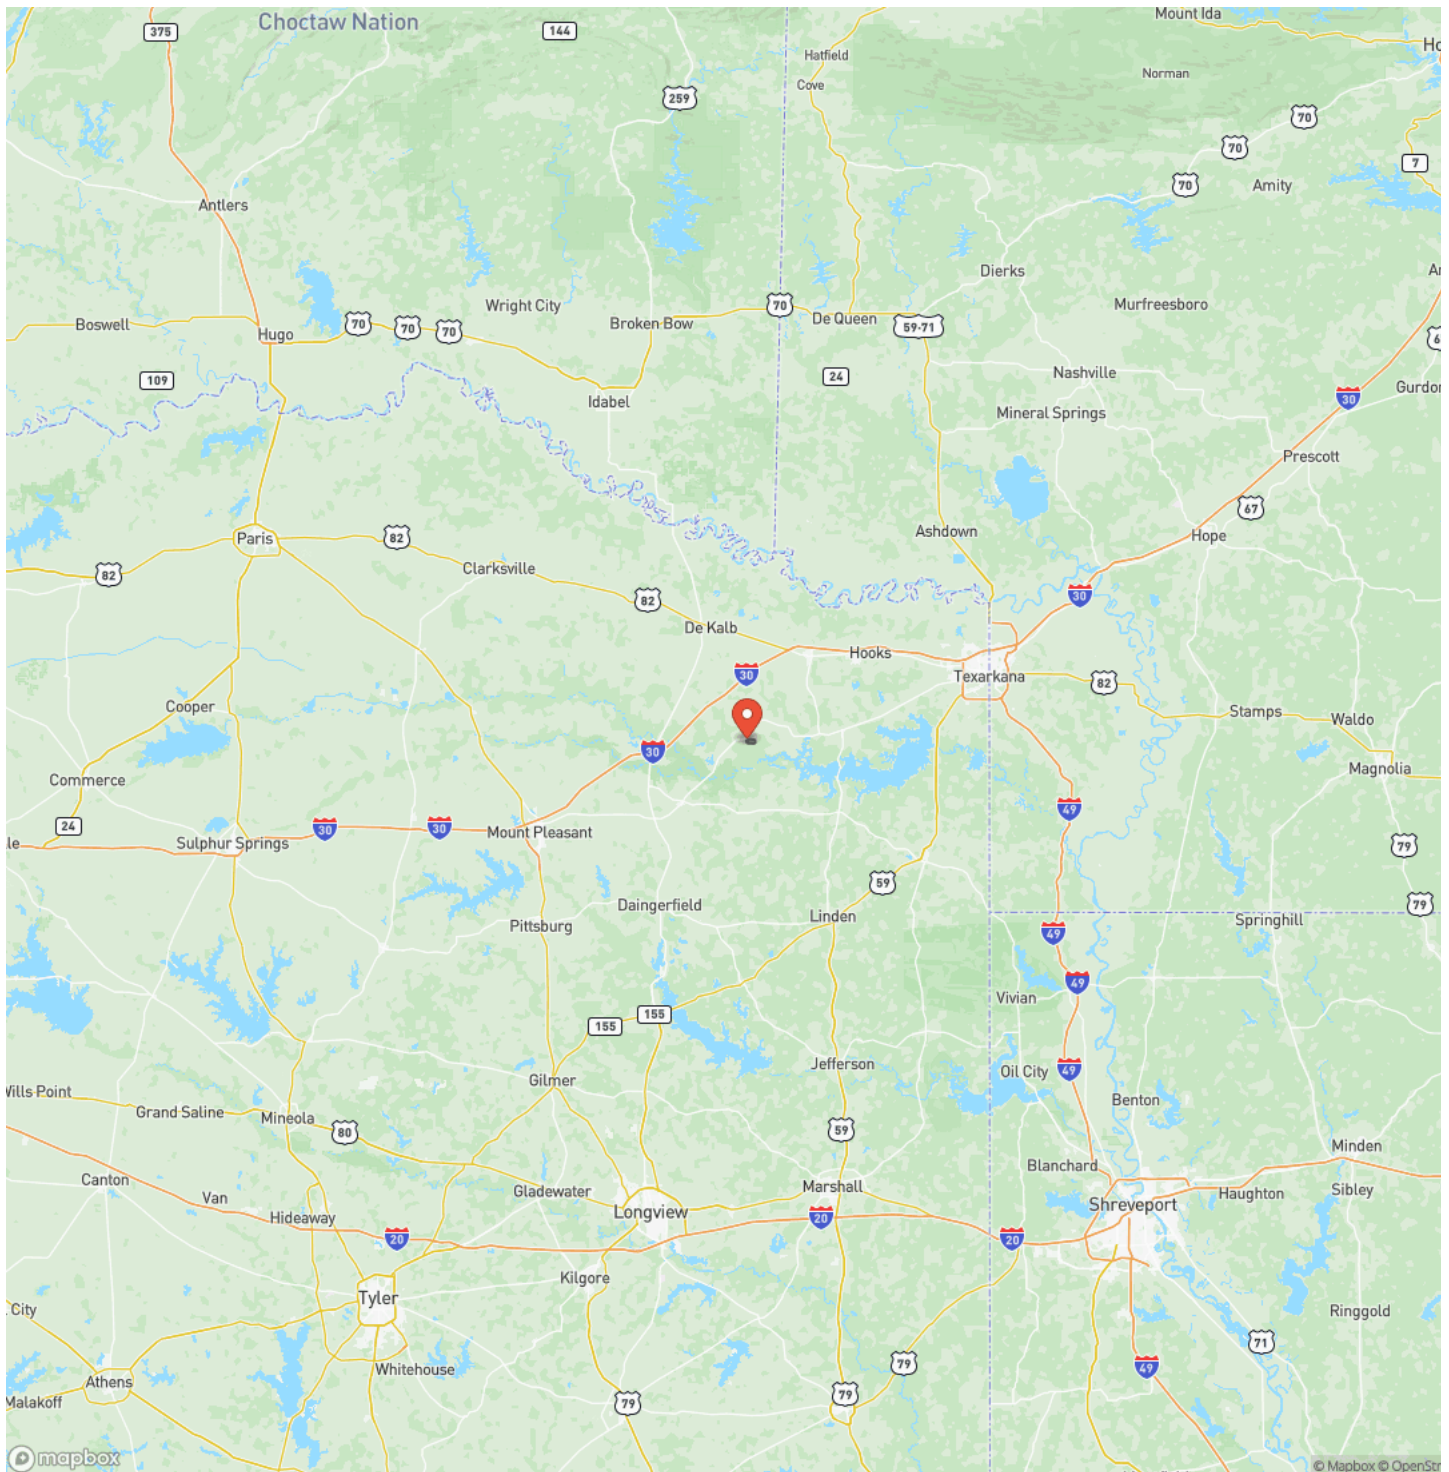 Choctaw Nation
Mount Ida
375
144
Ho
Hatfield
Norman
Cove
259
70
70
7
70
Amity
Antlers
Dierks
An
Wright City
70
Murfreesboro
Boswell
Hugo
70
70
70
Broken Bow
De Queen
59-71
6
109
24
Nashville
Idabel
Mineral Springs
30
Gurdon
Prescott
67
Paris
82
Ashdown
Hope
82
Clarksville
82
30
De Kalb
Hooks
30
Texarkana
82
Cooper
Stamps
Waldo
30
Commerce
Magnolia
49
24
30
30
Mount Pleasant
le
Sulphur Springs
79
59
Daingerfield
Linden
79
Pittsburg
Springhill
49
49
Vivian
155
155
Jefferson
Oil City
49
Wills Point
Gilmer
Grand Saline
Mineola
Benton
80
59
Minden
Canton
Blanchard
Van
Gladewater
Marshall
Haughton
Sibley
Hideaway
Longview
20
Shreveport
20
20
Kilgore
City
Tyler
Ringgold
71
Whitehouse
79
49
Athens
79
79
Malakoff
mapbox
© Mapbox © OpenStr